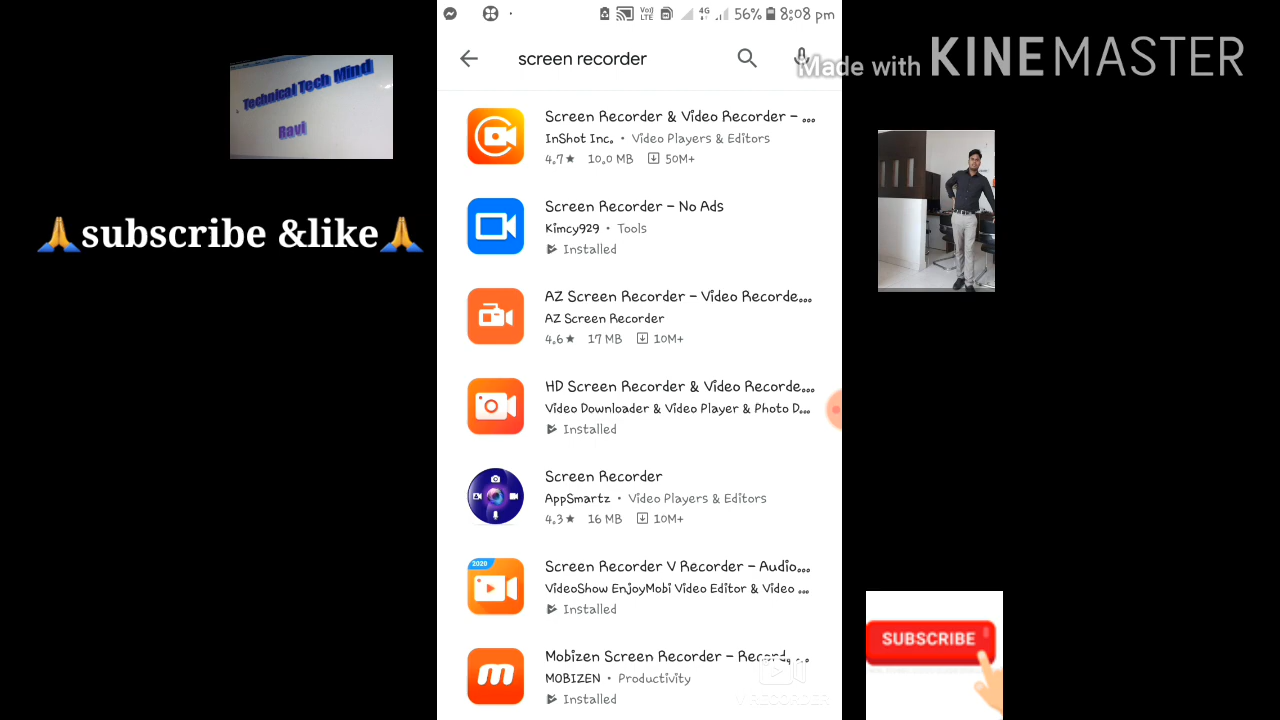 Technical Tech Mind
Ravi
🙏subscribe &like🙏
Vo))
LTE
4G
56%
8:08 pm
screen recorder
Made with KINEMASTER
Screen Recorder & Video Recorder - ...
InShot Inc. • Video Players & Editors
4.7★ 10.0 MB 50M+
Screen Recorder - No Ads
Kimcy929 • Tools
Installed
AZ Screen Recorder - Video Recorde...
AZ Screen Recorder
4.6★ 17 MB 10M+
HD Screen Recorder & Video Recorde...
Video Downloader & Video Player & Photo D...
Installed
Screen Recorder
AppSmartz • Video Players & Editors
4.3★ 16 MB 10M+
2020
Screen Recorder V Recorder - Audio...
VideoShow EnjoyMobi Video Editor & Video ...
Installed
Mobizen Screen Recorder - Record, ...
MOBIZEN • Productivity
Installed
m
V RECORDER
SUBSCRIBE